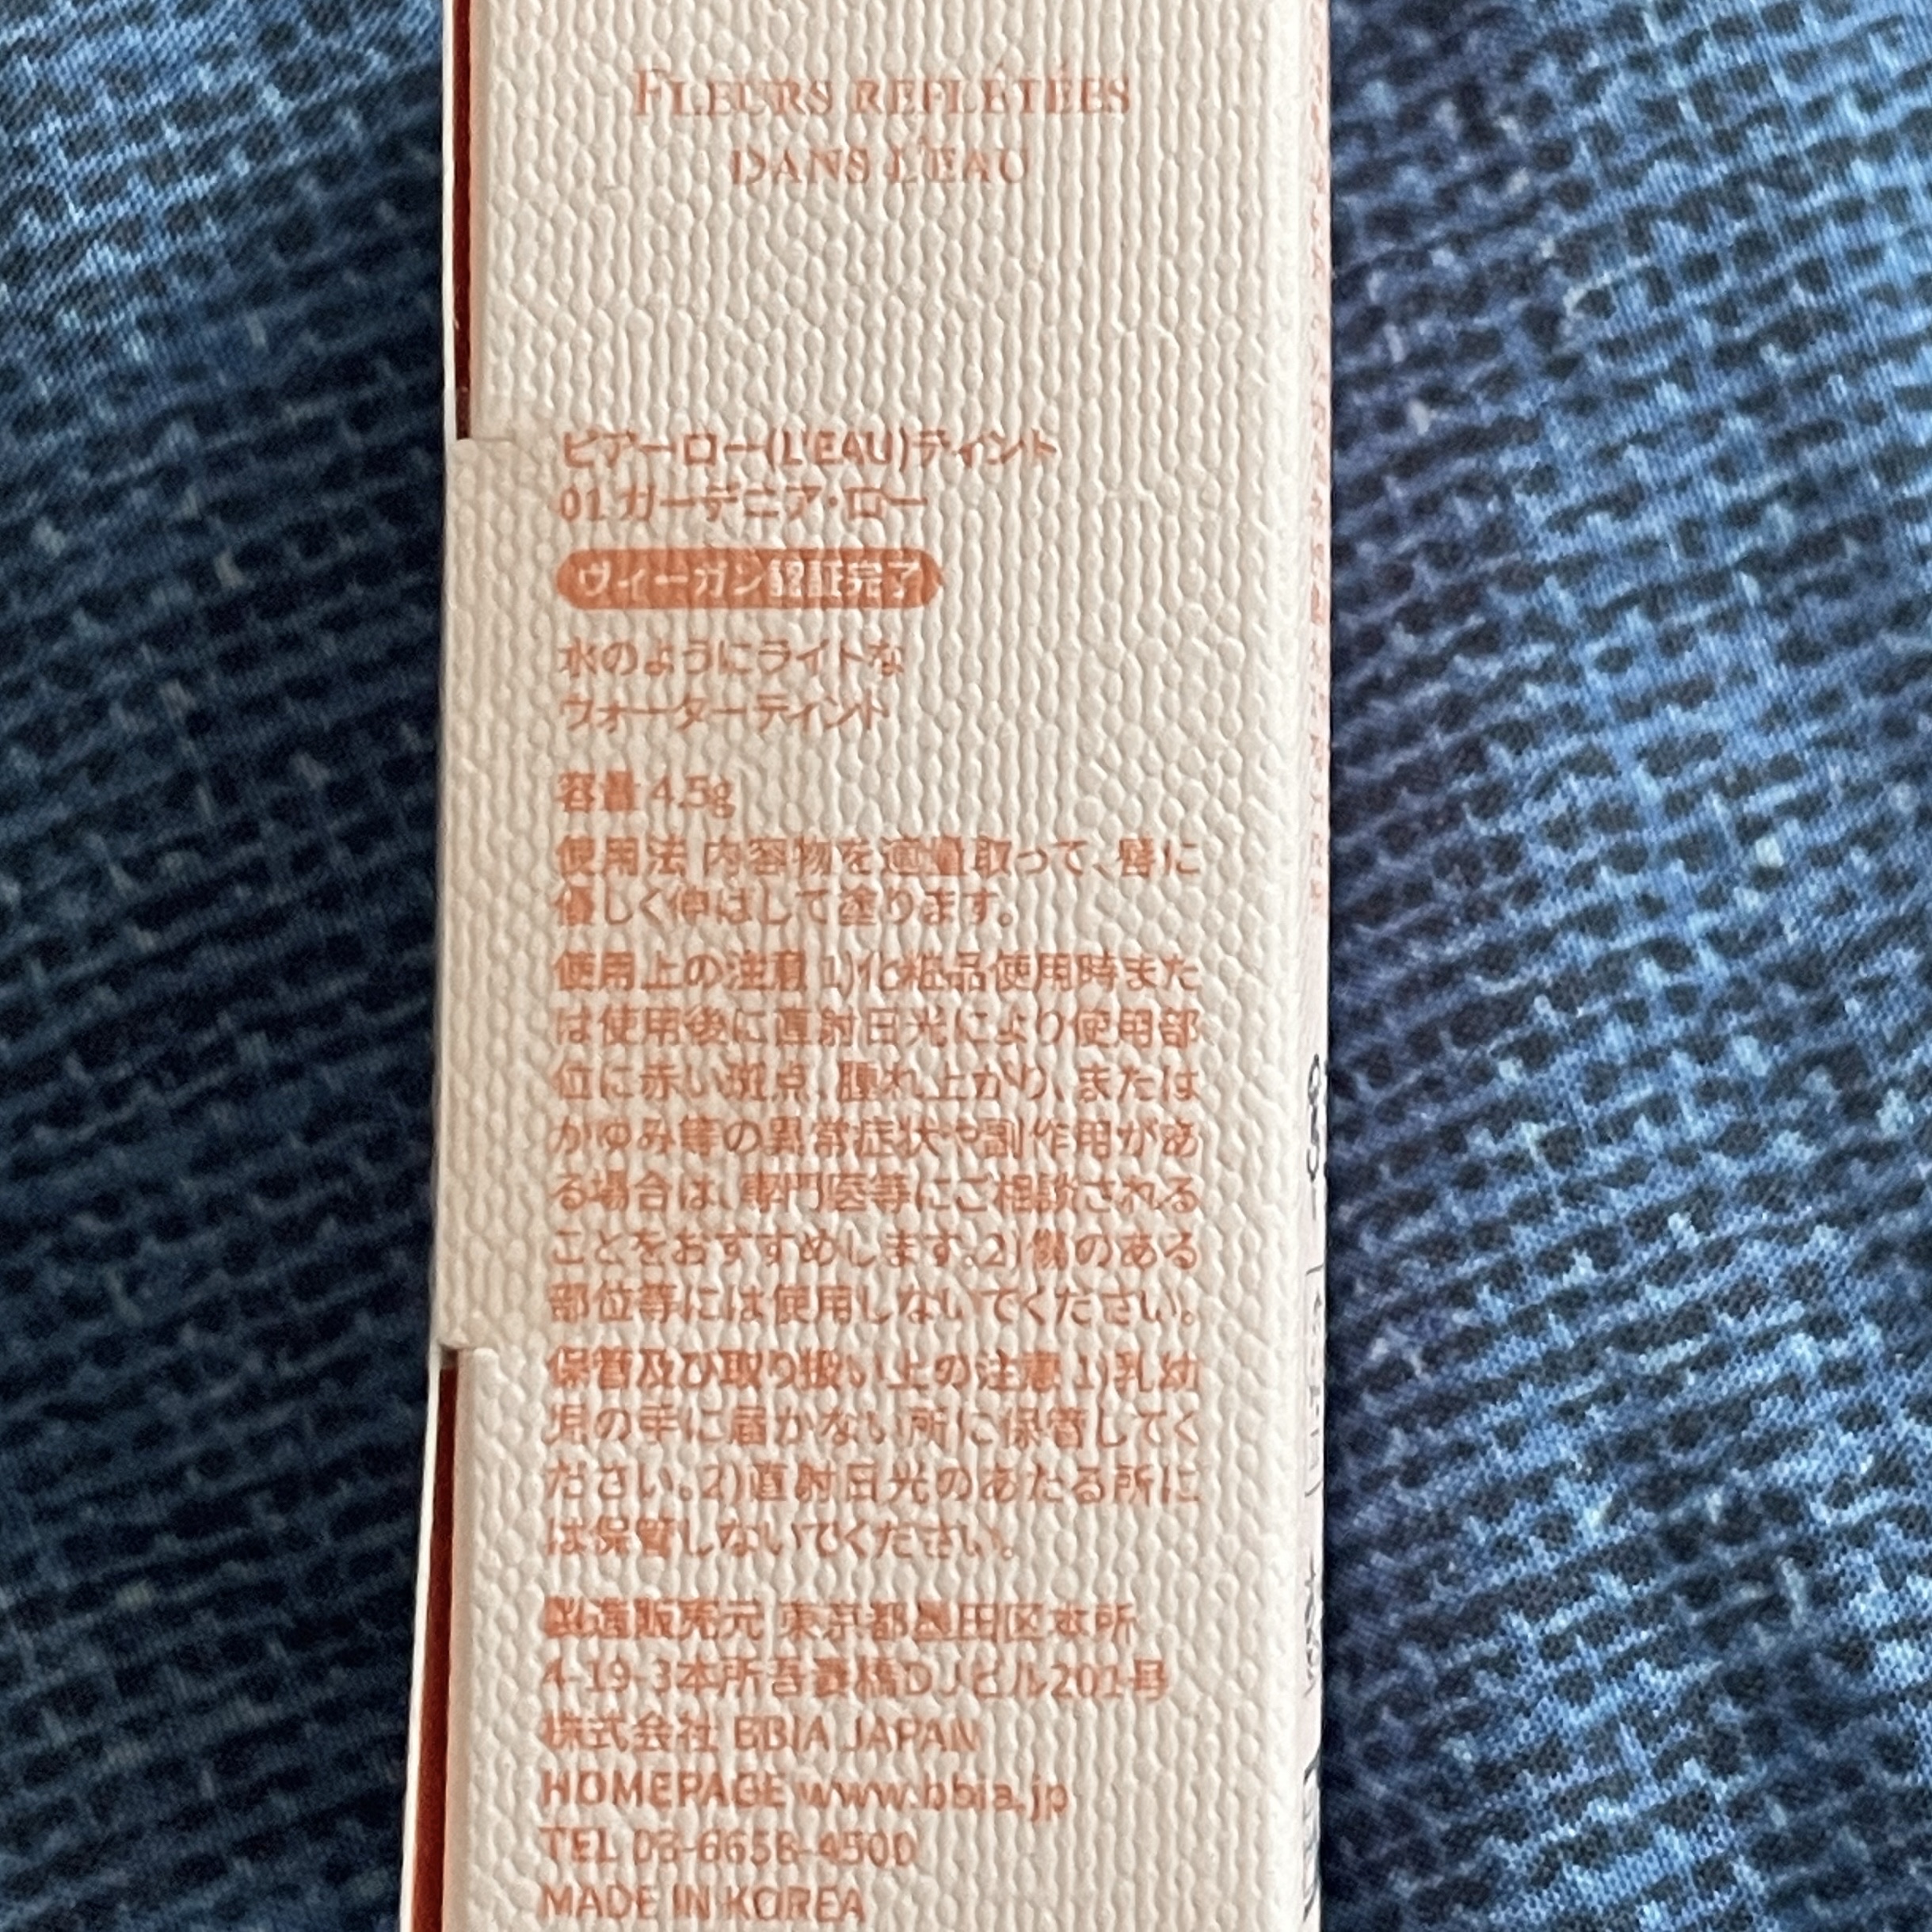 FLEURS REFLÉTÉES
DANS L'EAU
ピアーロー(L'EAU)ティント
01 ガーデニア・ロー
ヴィーガン認証完了
水のようにライトな
ウォーターティント
容量 4.5g
使用法 内容物を適量取って、唇に
優しく伸ばして塗ります。
使用上の注意 1)化粧品使用時また
は使用後に直射日光により使用部
位に赤い斑点、腫れ上がり、または
かゆみ等の異常症状や副作用があ
る場合は、専門医等にご相談される
ことをおすすめします。2)傷のある
部位等には使用しないでください。
保管及び取り扱い上の注意 1)乳幼
児の手に届かない所に保管してく
ださい。2)直射日光のあたる所に
は保管しないでください。
製造販売元 東京都墨田区本所
4-19-3本所吾妻橋DJビル201号
株式会社 BBIA JAPAN
HOMEPAGE www.bbia.jp
TEL 03-6658-4500
MADE IN KOREA